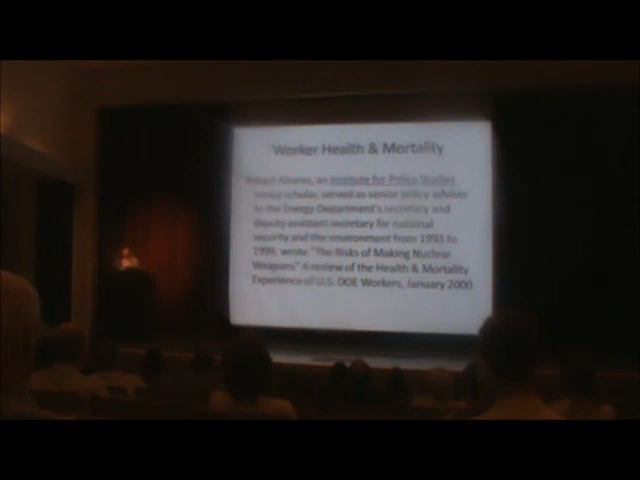 Worker Health & Mortality
Robert Alvarez, an Institute for Policy Studies
senior scholar, served as senior policy adviser
to the Energy Department's secretary and
deputy assistant secretary for national
security and the environment from 1993 to
1999, wrote "The Risks of Making Nuclear
Weapons" A review of the Health & Mortality
Experience of U.S. DOE Workers, January 2000